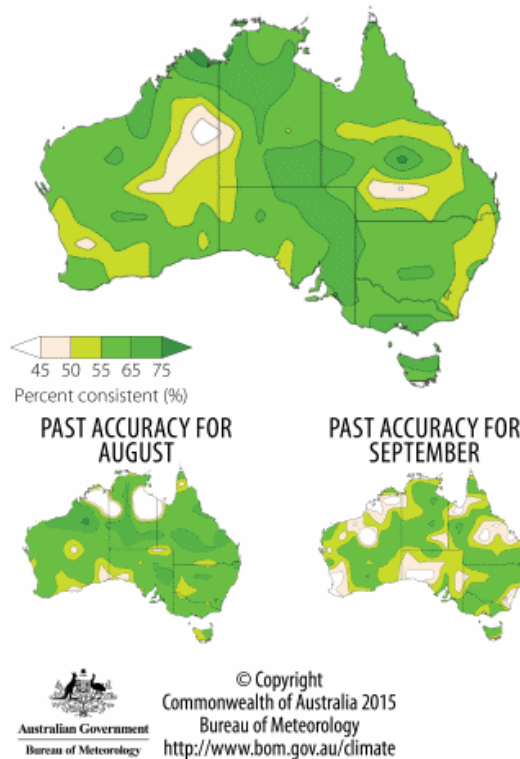 45 50 55 65 75
Percent consistent (%)
PAST ACCURACY FOR
AUGUST
PAST ACCURACY FOR
SEPTEMBER
Australian Government
Bureau of Meteorology
© Copyright
Commonwealth of Australia 2015
Bureau of Meteorology
http://www.bom.gov.au/climate